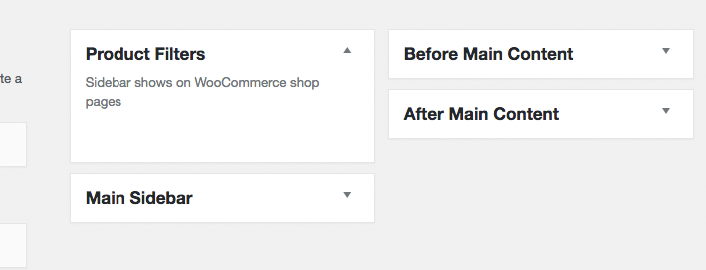 te a
Product Filters
Sidebar shows on WooCommerce shop
pages
Main Sidebar
Before Main Content
After Main Content